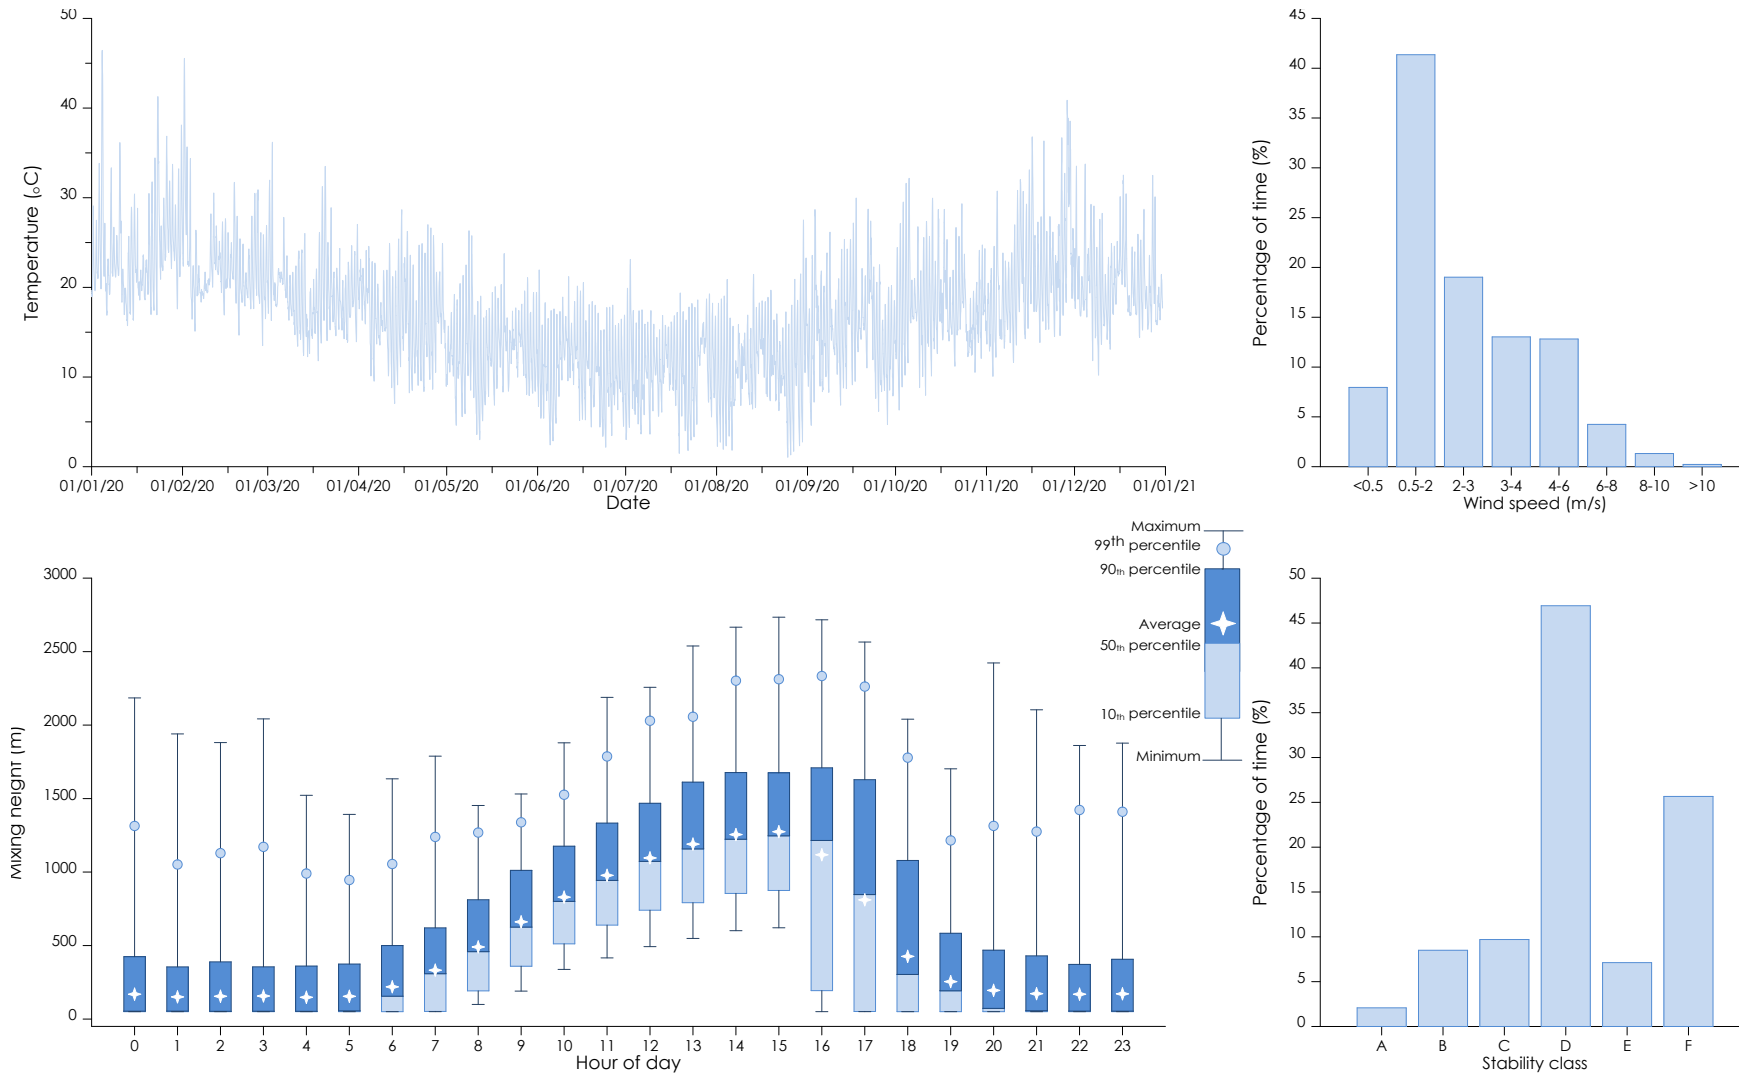 50
40
30
20
10
0
Temperature (°C)
01/01/20 01/02/20 01/03/20 01/04/20 01/05/20 01/06/20 01/07/20 01/08/20 01/09/20 01/10/20 01/11/20 01/12/20 01/01/21
Date
45
40
35
30
25
20
15
10
5
0
Percentage of time (%)
<0.5 0.5-2 2-3 3-4 4-6 6-8 8-10 >10
Wind speed (m/s)
3000
2500
2000
1500
1000
500
0
Mixing height (m)
0 1 2 3 4 5 6 7 8 9 10 11 12 13 14 15 16 17 18 19 20 21 22 23
Hour of day
Maximum
99th percentile
90th percentile
Average
50th percentile
10th percentile
Minimum
50
45
40
35
30
25
20
15
10
5
0
Percentage of time (%)
A B C D E F
Stability class